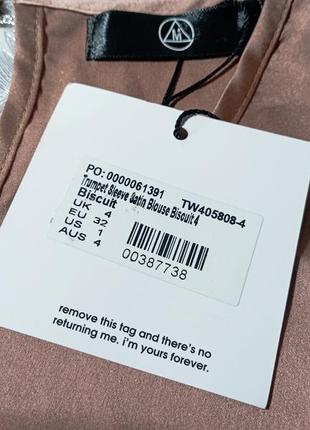 PO: 0000061391 TW405808-4
Trumpet Sleeve Satin Blouse Biscuit 4
Biscuit
UK 4
EU 32
US 1
AUS 4
00387738
remove this tag and there's no
returning me. i'm yours forever.